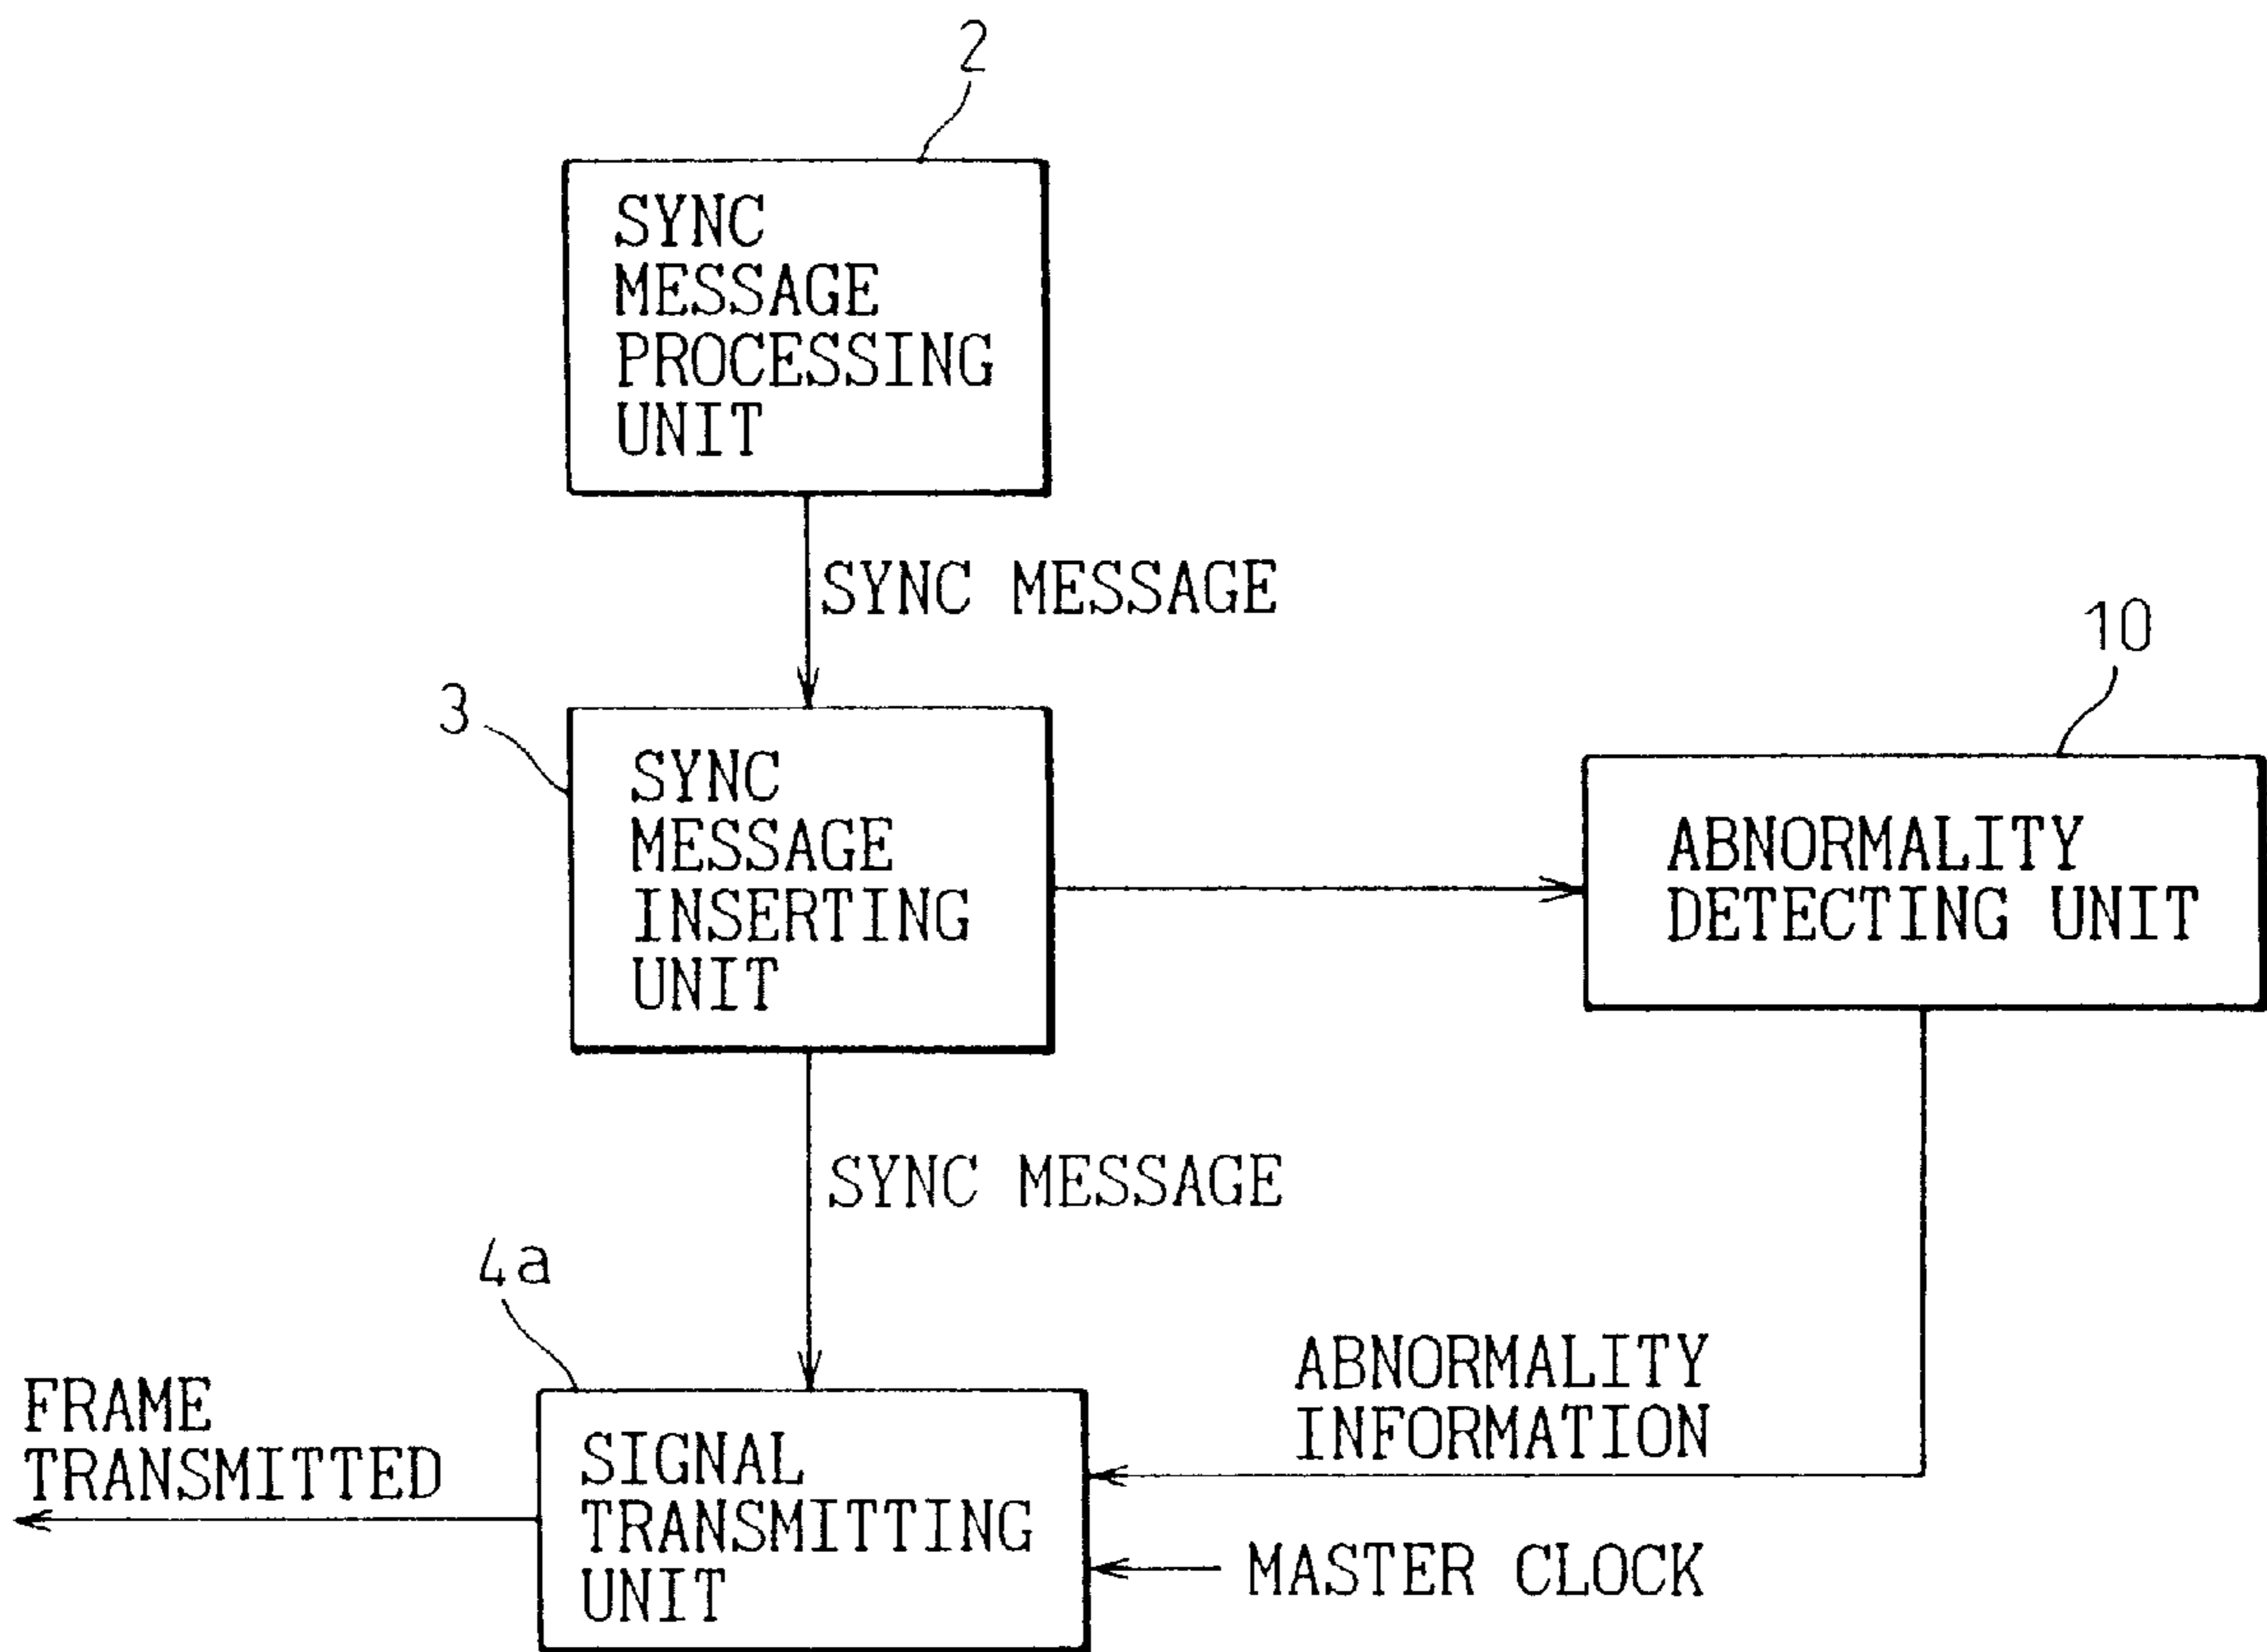 2
SYNC
MESSAGE
PROCESSING
UNIT
SYNC MESSAGE
10
3
SYNC
MESSAGE
INSERTING
UNIT
ABNORMALITY
DETECTING UNIT
SYNC MESSAGE
4a
FRAME
TRANSMITTED
SIGNAL
TRANSMITTING
UNIT
ABNORMALITY
INFORMATION
MASTER CLOCK